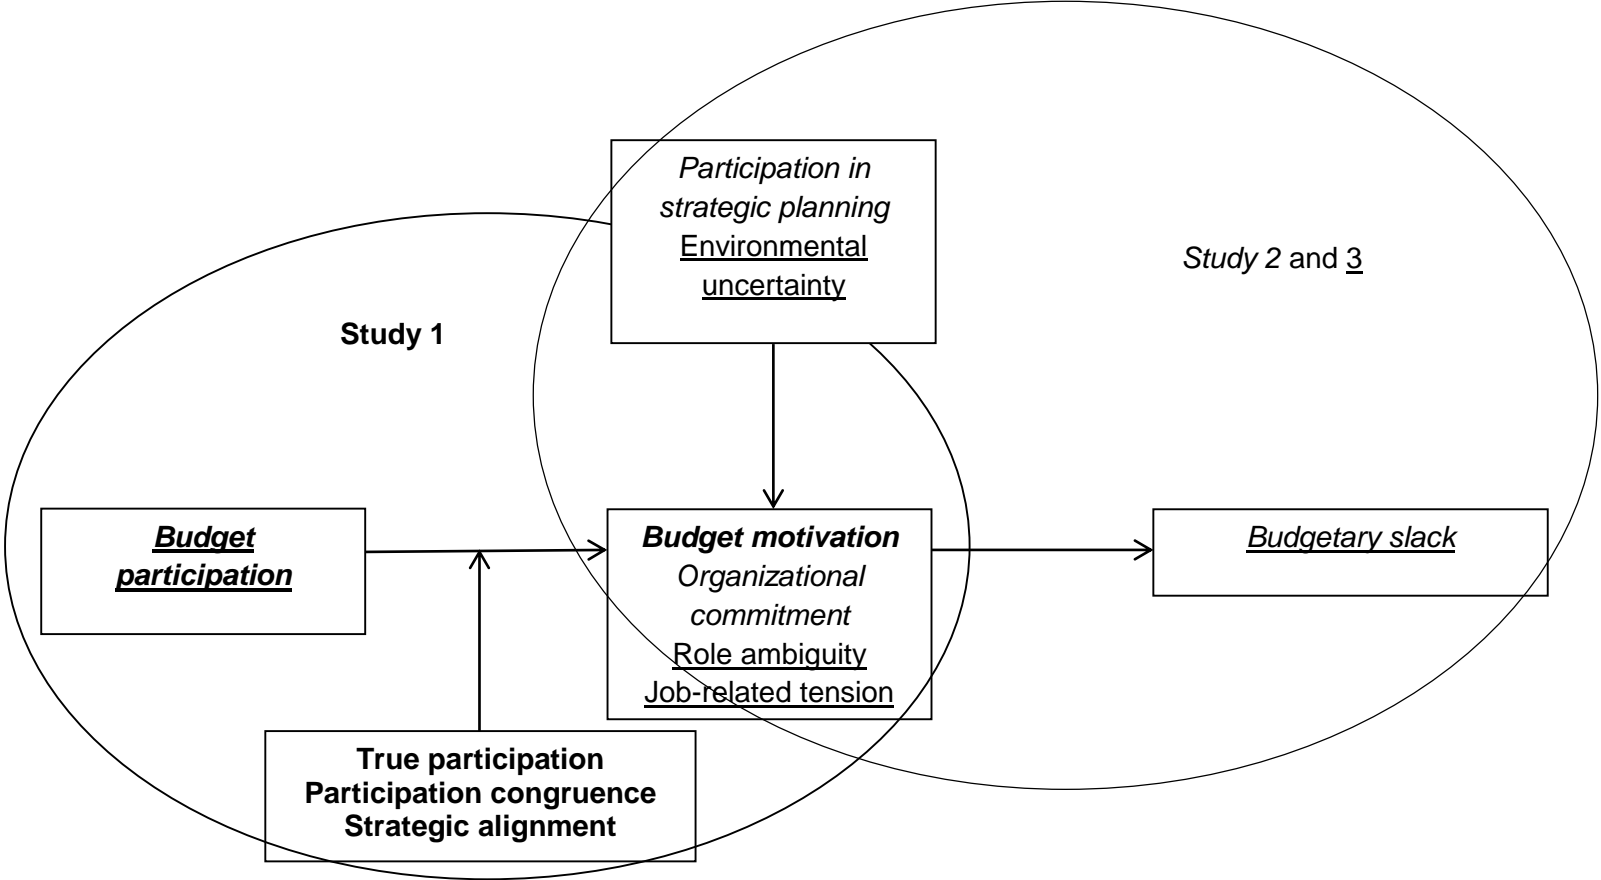 Participation in
strategic planning
Environmental
uncertainty
Study 2 and 3
Study 1
Budget
participation
Budget motivation
Organizational
commitment
Role ambiguity
Job-related tension
Budgetary slack
True participation
Participation congruence
Strategic alignment